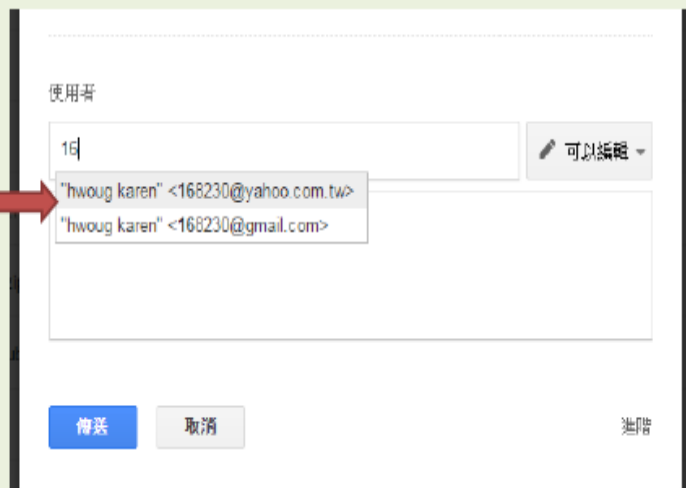 使用者
16
可以編輯
"hwoug karen" <168230@yahoo.com.tw>
"hwoug karen" <168230@gmail.com>
傳送 取消 進階